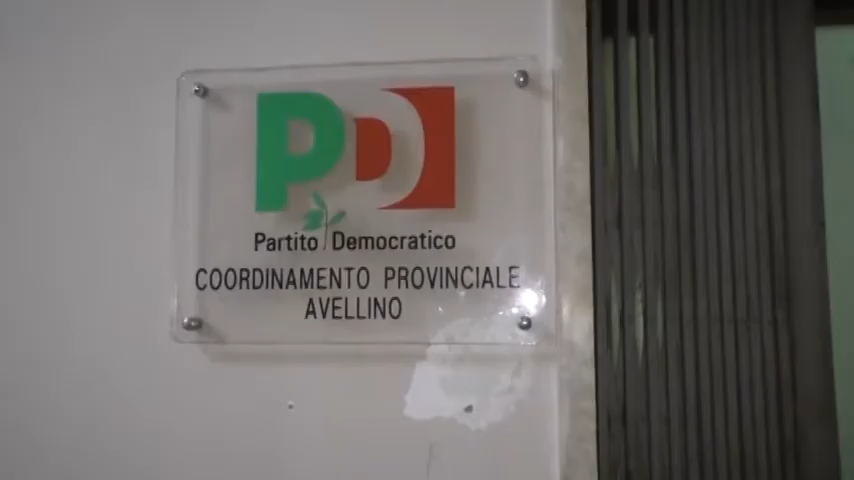 PD
Partito Democratico
COORDINAMENTO PROVINCIALE
AVELLINO